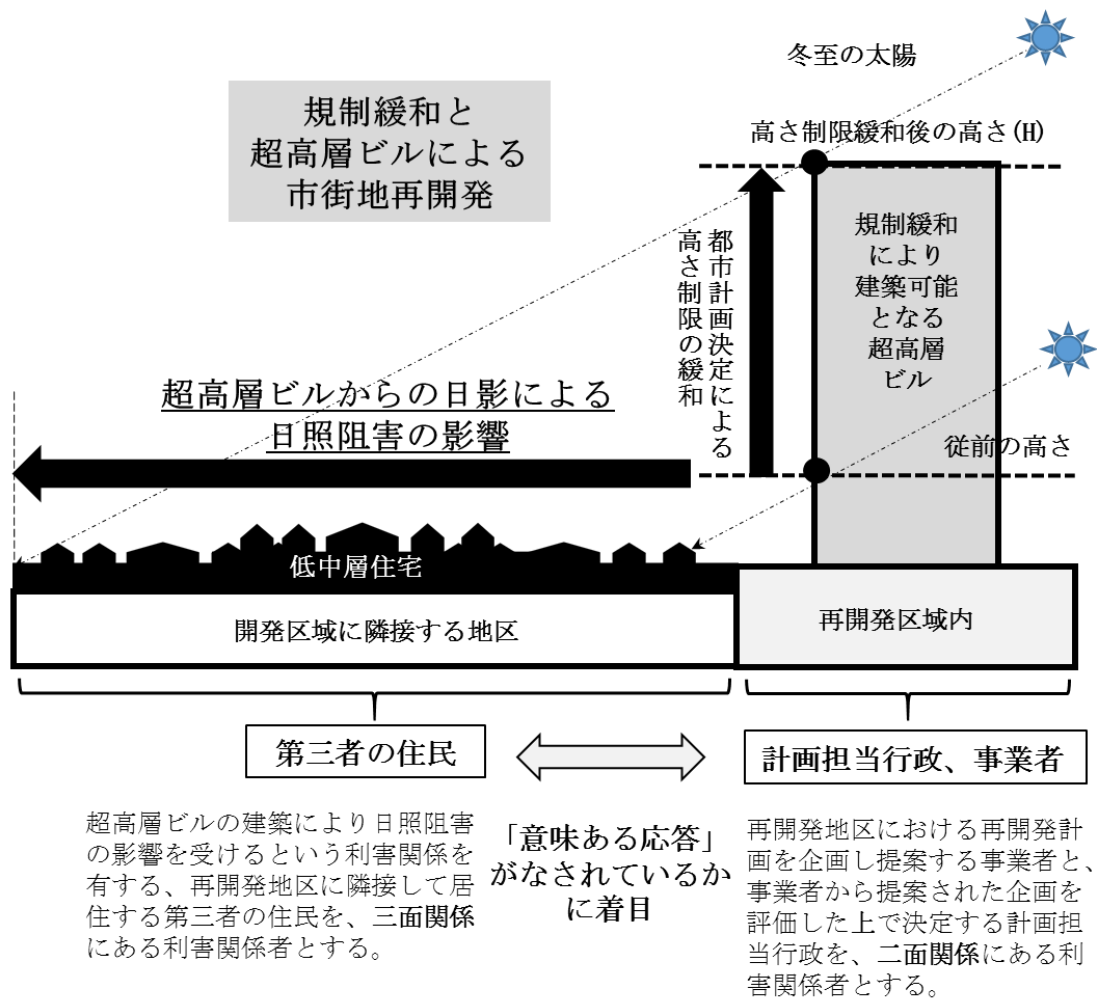 冬至の太陽
規制緩和と
超高層ビルによる
市街地再開発
高さ制限緩和後の高さ(H)
都市計画決定による
高さ制限の緩和
規制緩和
により
建築可能
となる
超高層
ビル
超高層ビルからの日影による
日照阻害の影響
従前の高さ
低中層住宅
開発区域に隣接する地区
再開発区域内
第三者の住民
計画担当行政、事業者
超高層ビルの建築により日照阻害
の影響を受けるという利害関係を
有する、再開発地区に隣接して居
住する第三者の住民を、三面関係
にある利害関係者とする。
「意味ある応答」
がなされているか
に着目
再開発地区における再開発計
画を企画し提案する事業者と、
事業者から提案された企画を
評価した上で決定する計画担
当行政を、二面関係にある利
害関係者とする。